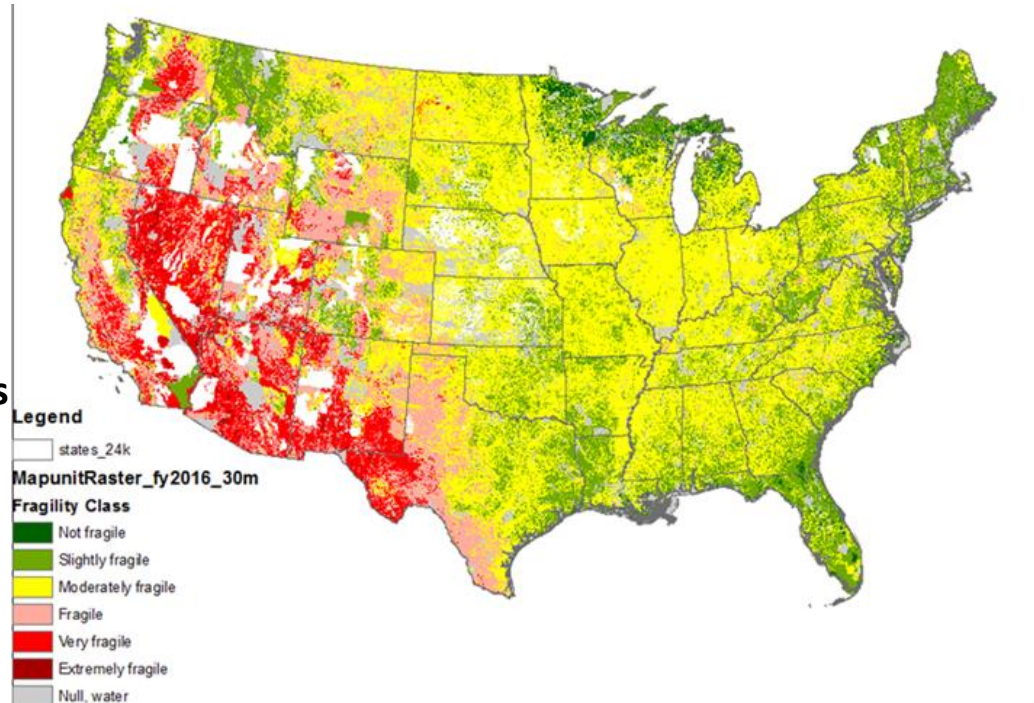 s
Legend
states_24k
MapunitRaster_fy2016_30m
Fragility Class
Not fragile
Slightly fragile
Moderately fragile
Fragile
Very fragile
Extremely fragile
Null, water